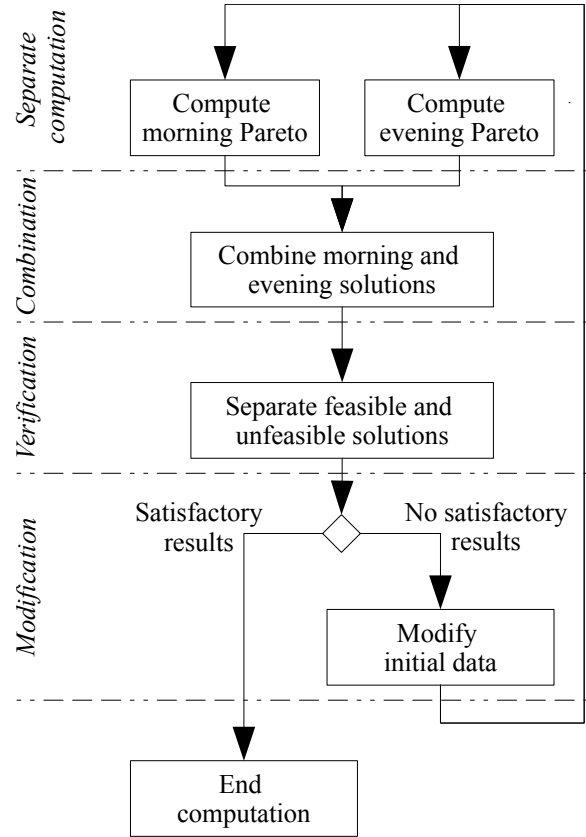 Separate
computation
Compute
morning Pareto
Compute
evening Pareto
Combination
Combine morning and
evening solutions
Verification
Separate feasible and
unfeasible solutions
Modification
Satisfactory
results
No satisfactory
results
Modify
initial data
End
computation